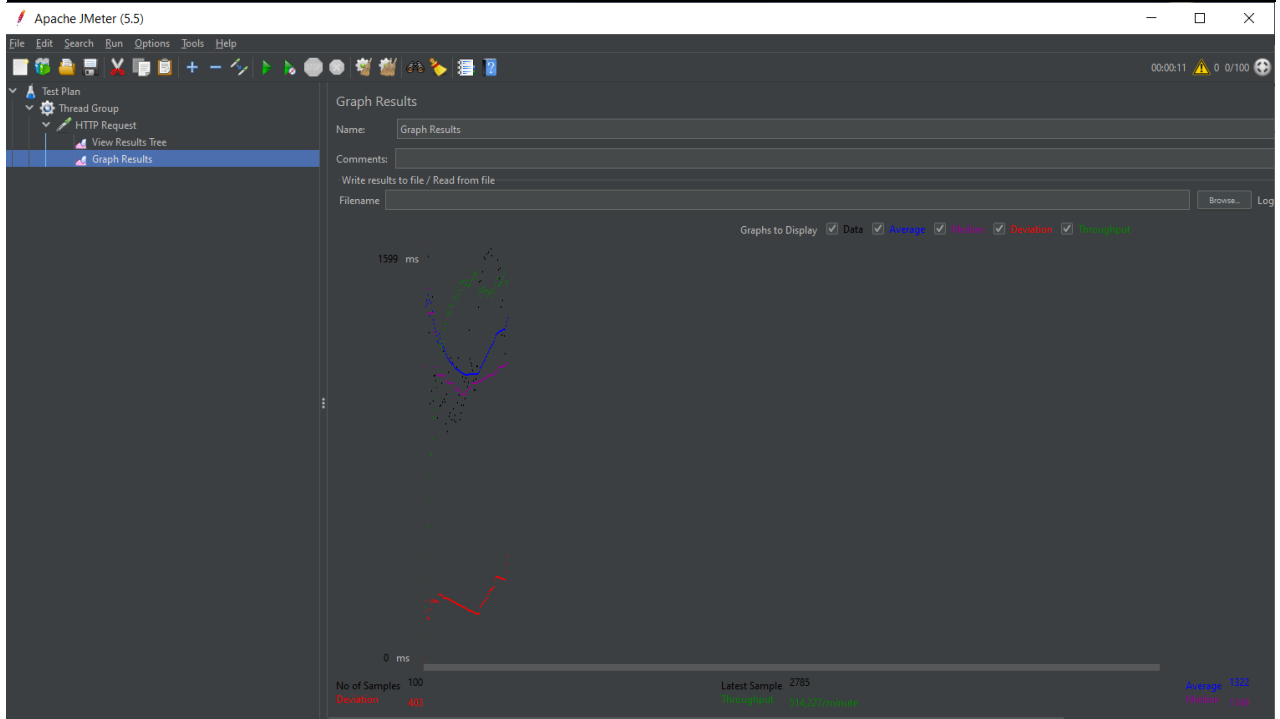 Apache JMeter (5.5)
File Edit Search Run Options Tools Help
00:00:11 0 0/100
Test Plan
Thread Group
HTTP Request
View Results Tree
Graph Results
Graph Results
Name: Graph Results
Comments:
Write results to file / Read from file
Filename Browse... Log
Graphs to Display Data Average Median Deviation Throughput
1599 ms
0 ms
No of Samples 100 Latest Sample 2785 Average 1322
Deviation 403 Throughput 514,227/minute Median